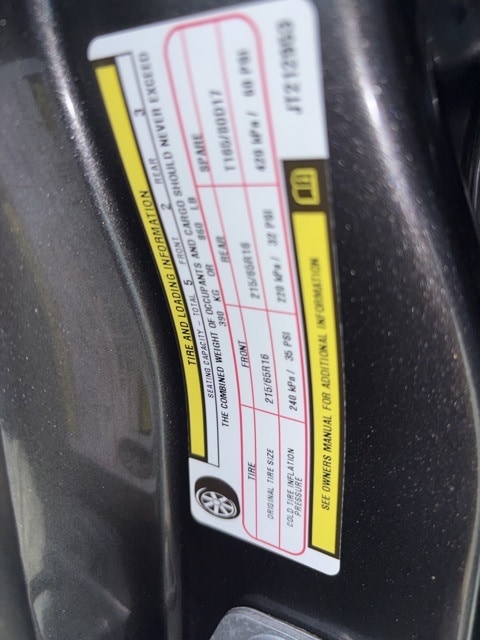 TIRE AND LOADING INFORMATION
SEATING CAPACITY - TOTAL 5 FRONT 2 REAR 3
THE COMBINED WEIGHT OF OCCUPANTS AND CARGO SHOULD NEVER EXCEED
390 KG OR 860 LB
TIRE FRONT REAR SPARE
ORIGINAL TIRE SIZE 215/65R16 215/65R16 T165/80D17
COLD TIRE INFLATION PRESSURE 240 kPa / 35 PSI 220 kPa / 32 PSI 420 kPa / 60 PSI
SEE OWNERS MANUAL FOR ADDITIONAL INFORMATION